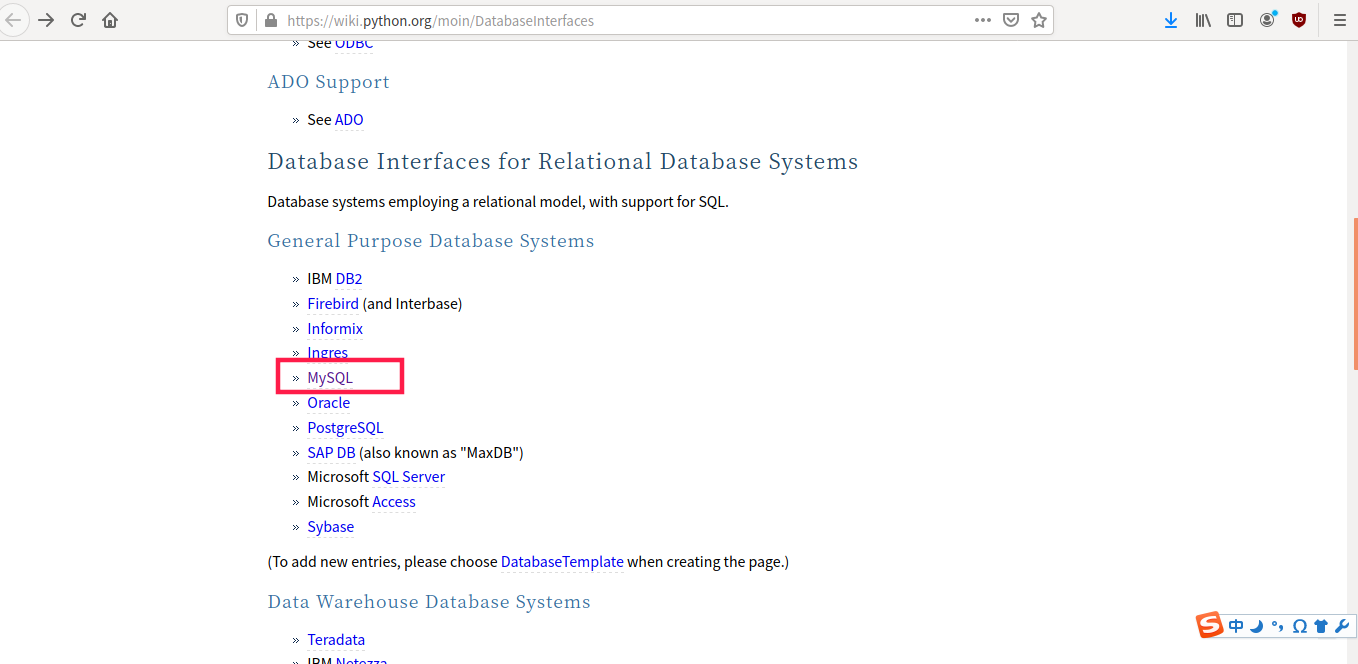 https://wiki.python.org/moin/DatabaseInterfaces
» See ODBC
ADO Support
» See ADO
Database Interfaces for Relational Database Systems
Database systems employing a relational model, with support for SQL.
General Purpose Database Systems
» IBM DB2
» Firebird (and Interbase)
» Informix
» Ingres
» MySQL
» Oracle
» PostgreSQL
» SAP DB (also known as "MaxDB")
» Microsoft SQL Server
» Microsoft Access
» Sybase
(To add new entries, please choose DatabaseTemplate when creating the page.)
Data Warehouse Database Systems
S 中
» Teradata
» IBM Netezza